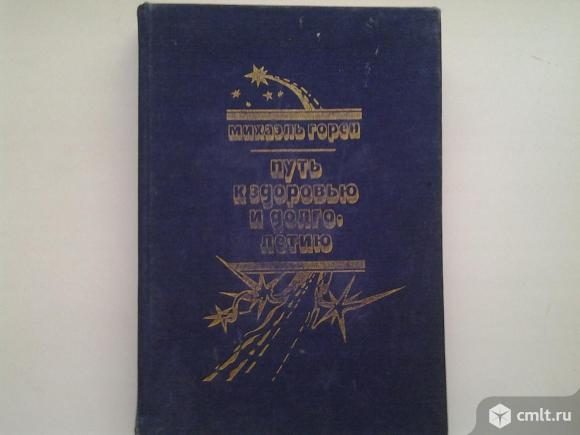 Михаэль Горен
путь
к здоровью
и долго-
летию
cmlt.ru